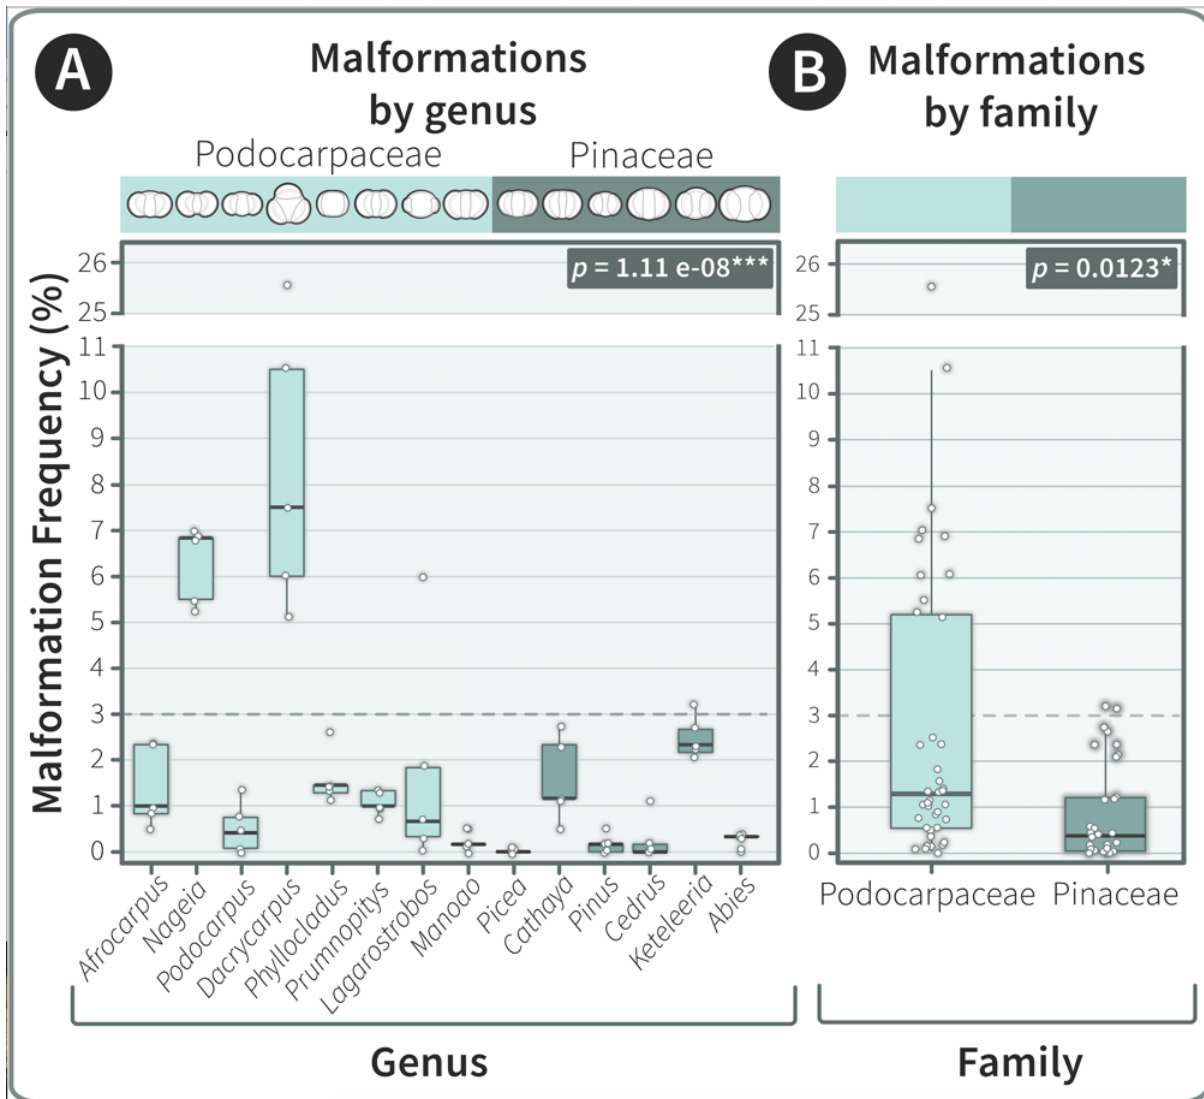 A
Malformations
by genus
Podocarpaceae
Pinaceae
p = 1.11 e-08***
Malformation Frequency (%)
26
25
11
10
9
8
7
6
5
4
3
2
1
0
Afrocarpus
Nageia
Podocarpus
Dacrycarpus
Phyllocladus
Prumnopitys
Lagarostrobos
Manoao
Picea
Cathaya
Pinus
Cedrus
Keteleeria
Abies
Genus
B
Malformations
by family
p = 0.0123*
26
25
11
10
9
8
7
6
5
4
3
2
1
0
Podocarpaceae
Pinaceae
Family